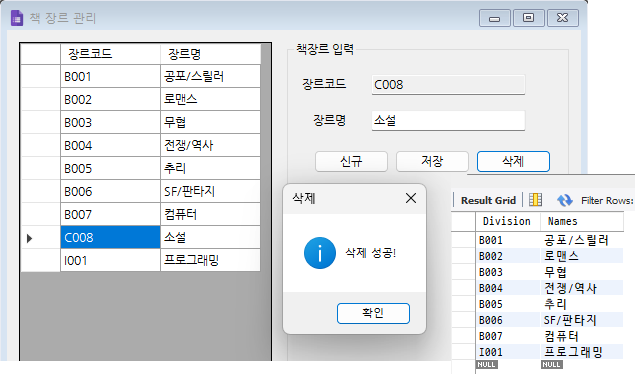 책 장르 관리
장르코드 장르명
B001 공포/스릴러
B002 로맨스
B003 무협
B004 전쟁/역사
B005 추리
B006 SF/판타지
B007 컴퓨터
C008 소설
I001 프로그래밍
책장르 입력
장르코드 C008
장르명 소설
신규 저장 삭제
삭제
삭제 성공!
확인
Result Grid Filter Rows:
Division Names
B001 공포/스릴러
B002 로맨스
B003 무협
B004 전쟁/역사
B005 추리
B006 SF/판타지
B007 컴퓨터
I001 프로그래밍
NULL NULL